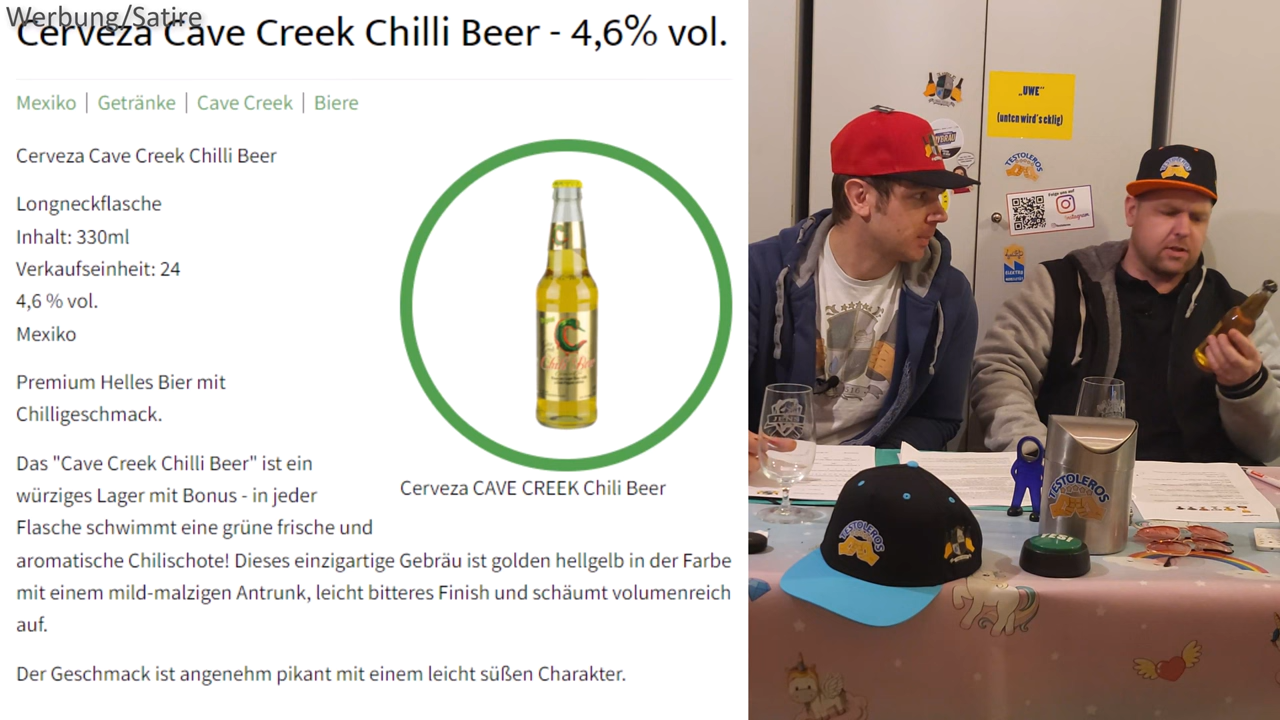 Werbung/Satire
Cerveza Cave Creek Chilli Beer - 4,6% vol.
Mexiko | Getränke | Cave Creek | Biere
Cerveza Cave Creek Chilli Beer
Longneckflasche
Inhalt: 330ml
Verkaufseinheit: 24
4,6 % vol.
Mexiko
Premium Helles Bier mit
Chilligeschmack.
Das "Cave Creek Chilli Beer" ist ein
würziges Lager mit Bonus - in jeder
Flasche schwimmt eine grüne frische und
aromatische Chilischote! Dieses einzigartige Gebräu ist golden hellgelb in der Farbe
mit einem mild-malzigen Antrunk, leicht bitteres Finish und schäumt volumenreich
auf.
Der Geschmack ist angenehm pikant mit einem leicht süßen Charakter.
Cerveza CAVE CREEK Chili Beer
„UWE"
(unten wird's eklig)
TESTOLEROS
Folge uns auf
Instagram
ELEKTRO
TESTOLEROS
TESTOLEROS
TEST